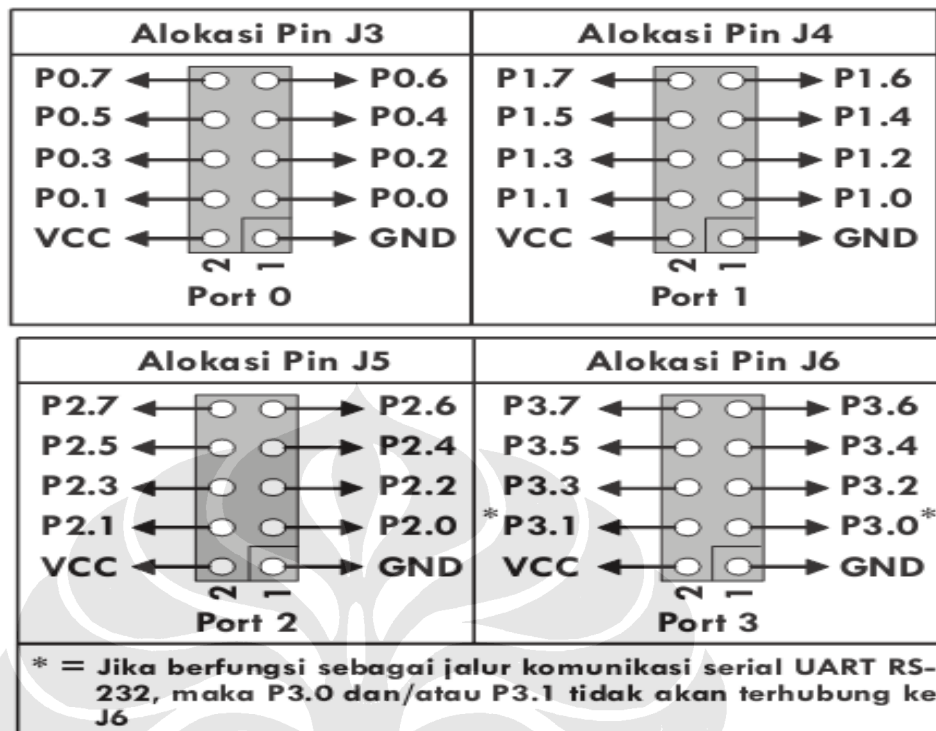 Alokasi Pin J3 Alokasi Pin J4
P0.7 P0.6 P1.7 P1.6
P0.5 P0.4 P1.5 P1.4
P0.3 P0.2 P1.3 P1.2
P0.1 P0.0 P1.1 P1.0
VCC GND VCC GND
2 1 2 1
Port 0 Port 1
Alokasi Pin J5 Alokasi Pin J6
P2.7 P2.6 P3.7 P3.6
P2.5 P2.4 P3.5 P3.4
P2.3 P2.2 P3.3 P3.2
P2.1 P2.0 *P3.1 P3.0*
VCC GND VCC GND
2 1 2 1
Port 2 Port 3
* = Jika berfungsi sebagai jalur komunikasi serial UART RS-
232, maka P3.0 dan/atau P3.1 tidak akan terhubung ke
J6